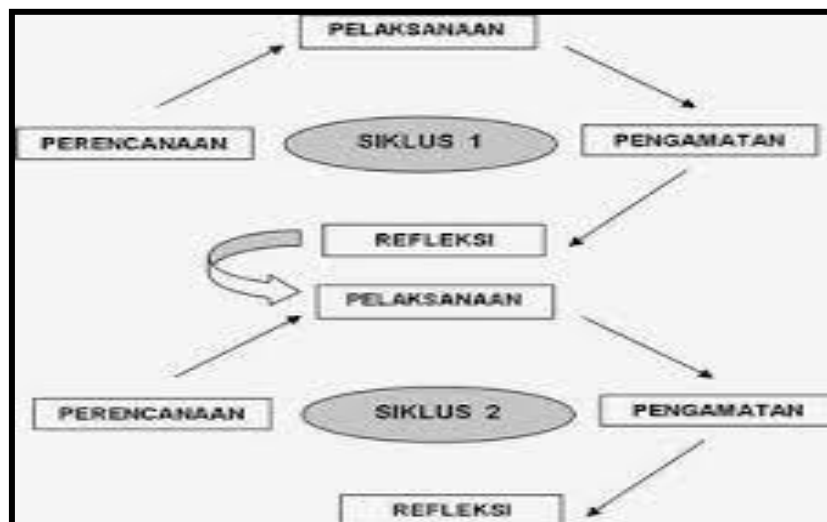 PELAKSANAAN
PERENCANAAN
SIKLUS 1
PENGAMATAN
REFLEKSI
PELAKSANAAN
PERENCANAAN
SIKLUS 2
PENGAMATAN
REFLEKSI